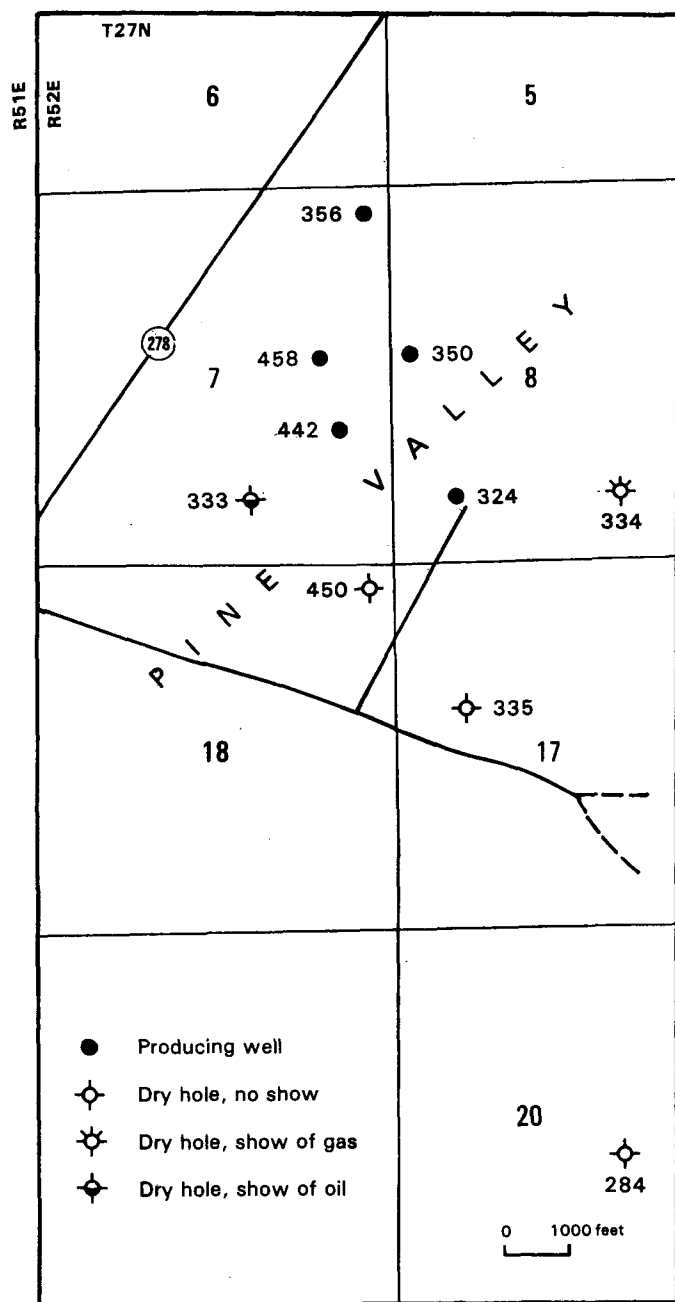 T27N
R51E
R52E
6
5
356
278
7
458
350
8
442
333
324
334
PINE VALLEY
450
335
18
17
Producing well
Dry hole, no show
Dry hole, show of gas
Dry hole, show of oil
20
284
0 1000 feet